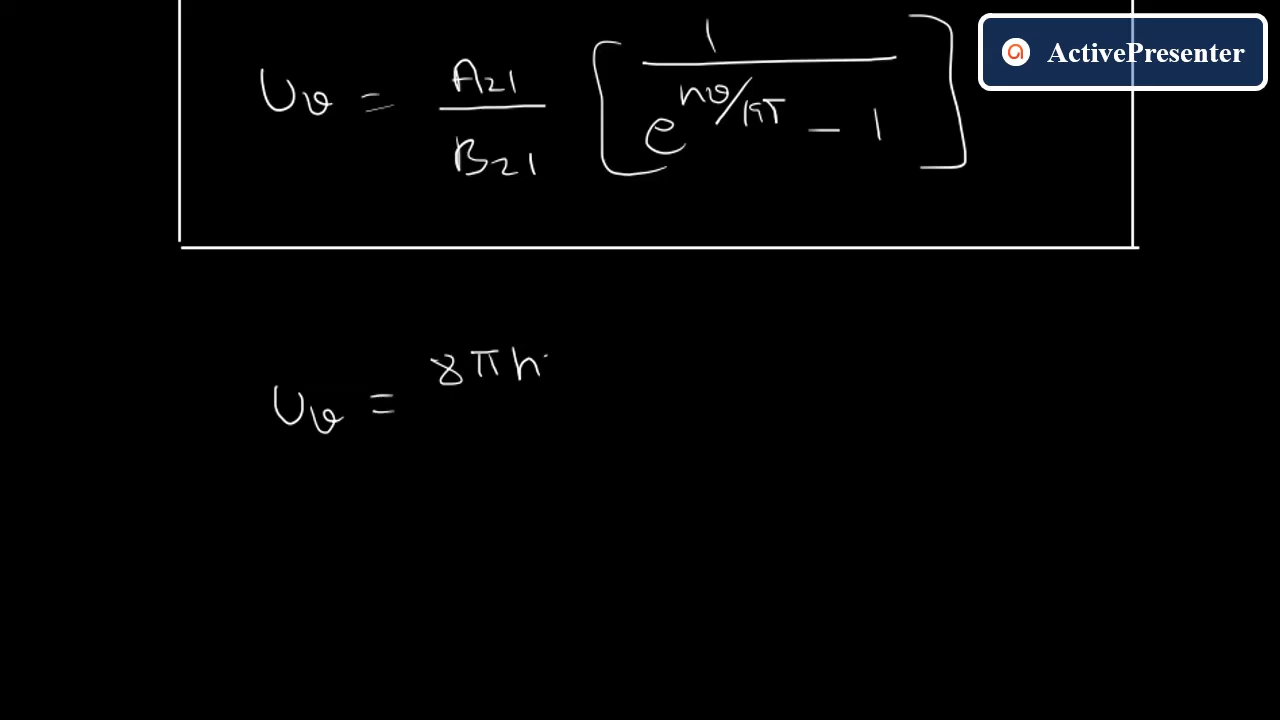 ActivePresenter
Uν = A21 / B21 [ 1 / e^hν/kT - 1 ]
Uν = 8πh